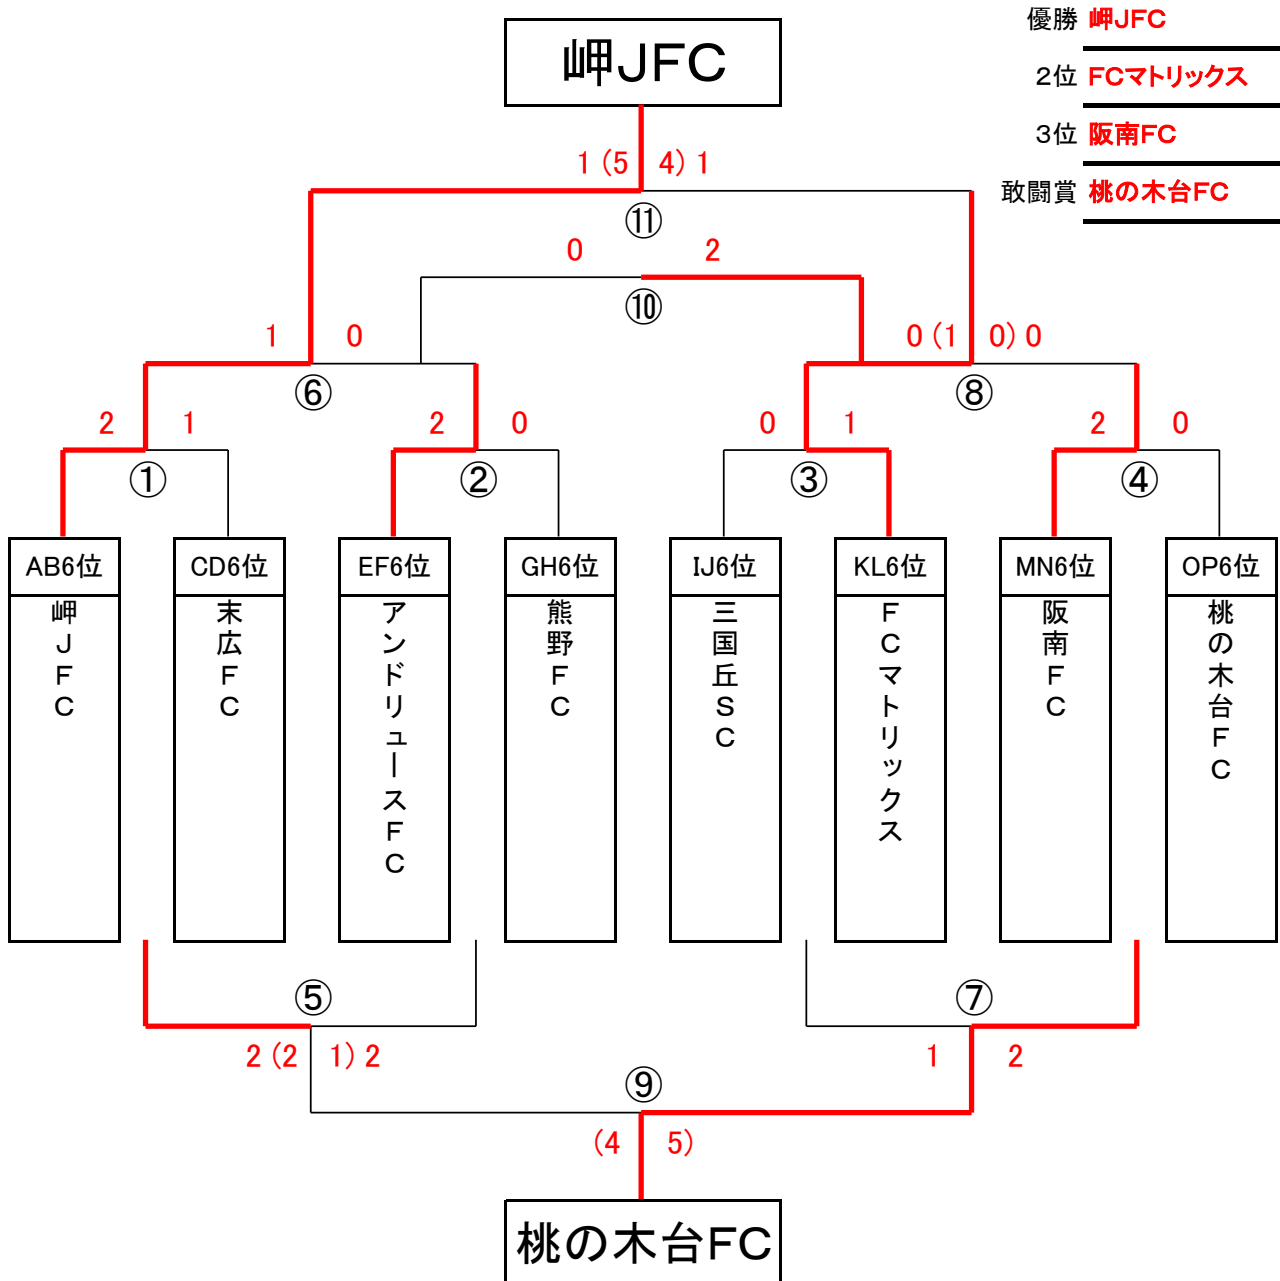 優勝 岬JFC
岬JFC
2位 FCマトリックス
3位 阪南FC
1 (5 4) 1
敢闘賞 桃の木台FC
⑪
0 2
⑩
1 0 0 (1 0) 0
⑥ ⑧
2 1 2 0 0 1 2 0
① ② ③ ④
AB6位 CD6位 EF6位 GH6位 IJ6位 KL6位 MN6位 OP6位
岬JFC
末広FC
アンドリュースFC
熊野FC
三国丘SC
FCマトリックス
阪南FC
桃の木台FC
⑤ ⑦
2 (2 1) 2 1 2
⑨
(4 5)
桃の木台FC